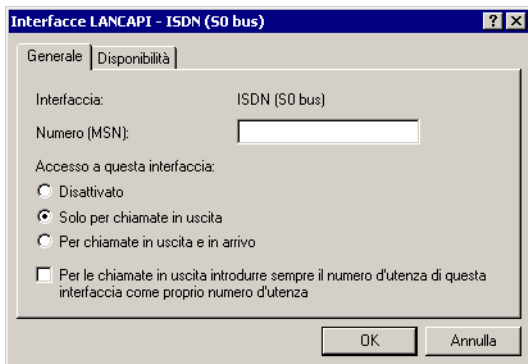 Interfacce LANCAPI - ISDN (S0 bus)
Generale Disponibilità
Interfaccia: ISDN (S0 bus)
Numero (MSN):
Accesso a questa interfaccia:
Disattivato
Solo per chiamate in uscita
Per chiamate in uscita e in arrivo
Per le chiamate in uscita introdurre sempre il numero d'utenza di questa
interfaccia come proprio numero d'utenza
OK Annulla